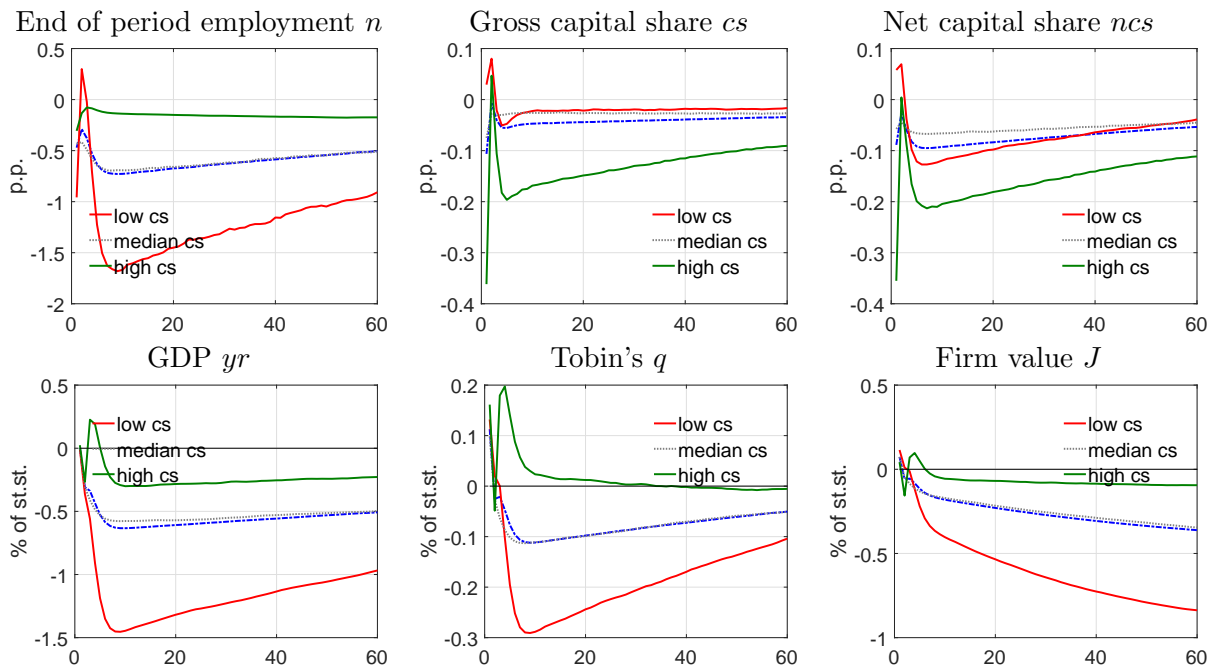 End of period employment n
Gross capital share cs
Net capital share ncs
0.5
0
-0.5
-1
-1.5
-2
p.p.
low cs
median cs
high cs
0
20
40
60
0.1
0
-0.1
-0.2
-0.3
-0.4
p.p.
low cs
median cs
high cs
0
20
40
60
0.1
0
-0.1
-0.2
-0.3
-0.4
p.p.
low cs
median cs
high cs
0
20
40
60
GDP yr
Tobin's q
Firm value J
0.5
0
-0.5
-1
-1.5
% of st.st.
low cs
median cs
high cs
0
20
40
60
0.2
0.1
0
-0.1
-0.2
-0.3
% of st.st.
low cs
median cs
high cs
0
20
40
60
0.5
0
-0.5
-1
% of st.st.
low cs
median cs
high cs
0
20
40
60